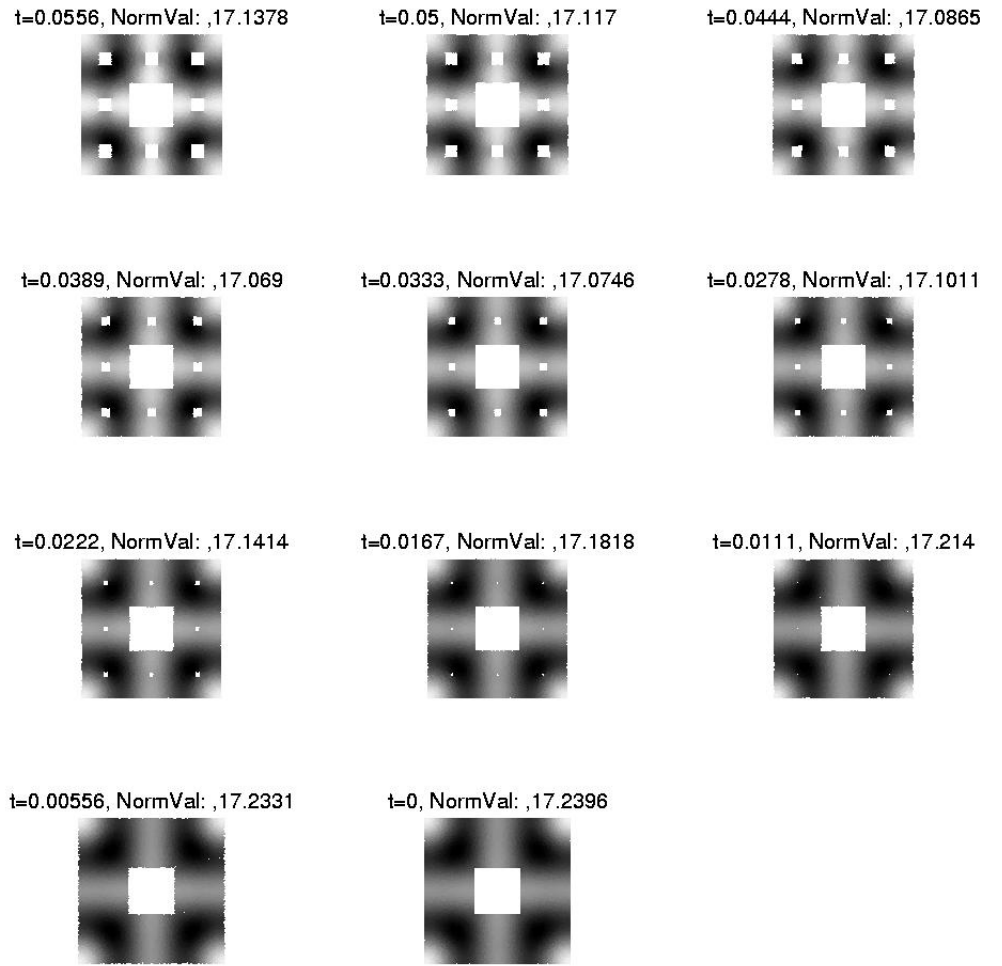 t=0.0556, NormVal: ,17.1378
t=0.05, NormVal: ,17.117
t=0.0444, NormVal: ,17.0865
t=0.0389, NormVal: ,17.069
t=0.0333, NormVal: ,17.0746
t=0.0278, NormVal: ,17.1011
t=0.0222, NormVal: ,17.1414
t=0.0167, NormVal: ,17.1818
t=0.0111, NormVal: ,17.214
t=0.00556, NormVal: ,17.2331
t=0, NormVal: ,17.2396